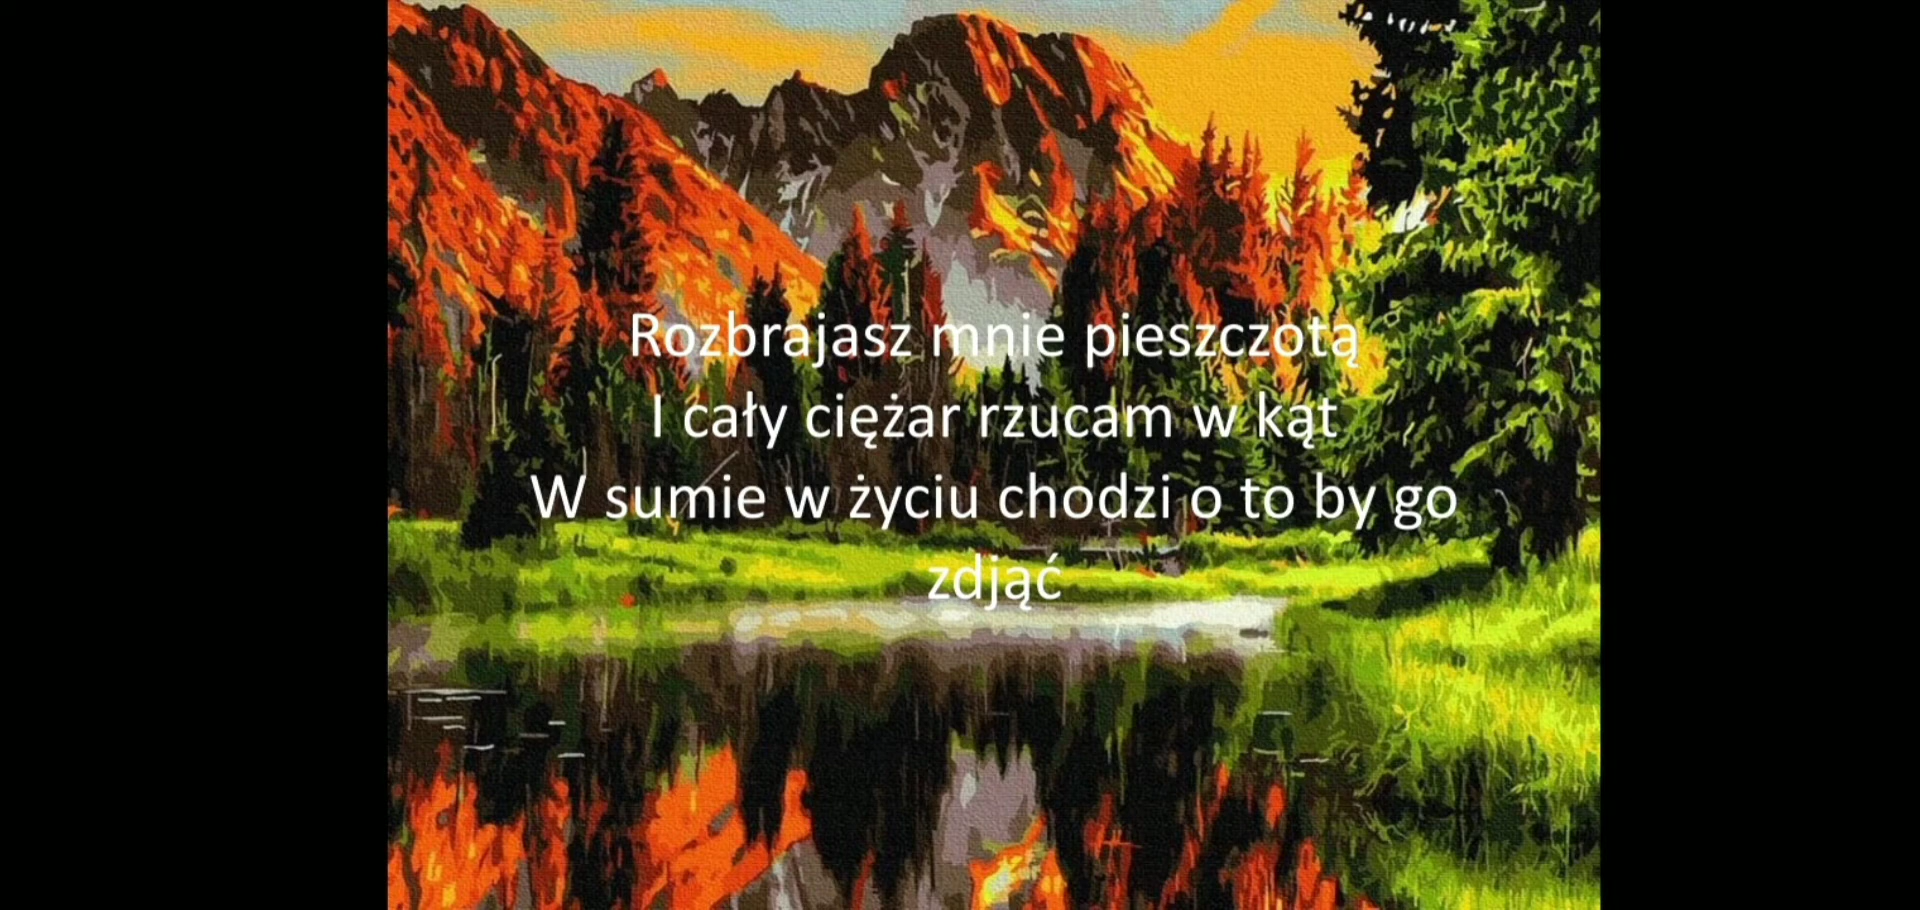 Rozbrajasz mnie pieszczotą
I cały ciężar rzucam w kąt
W sumie w życiu chodzi o to by go
zdjąć